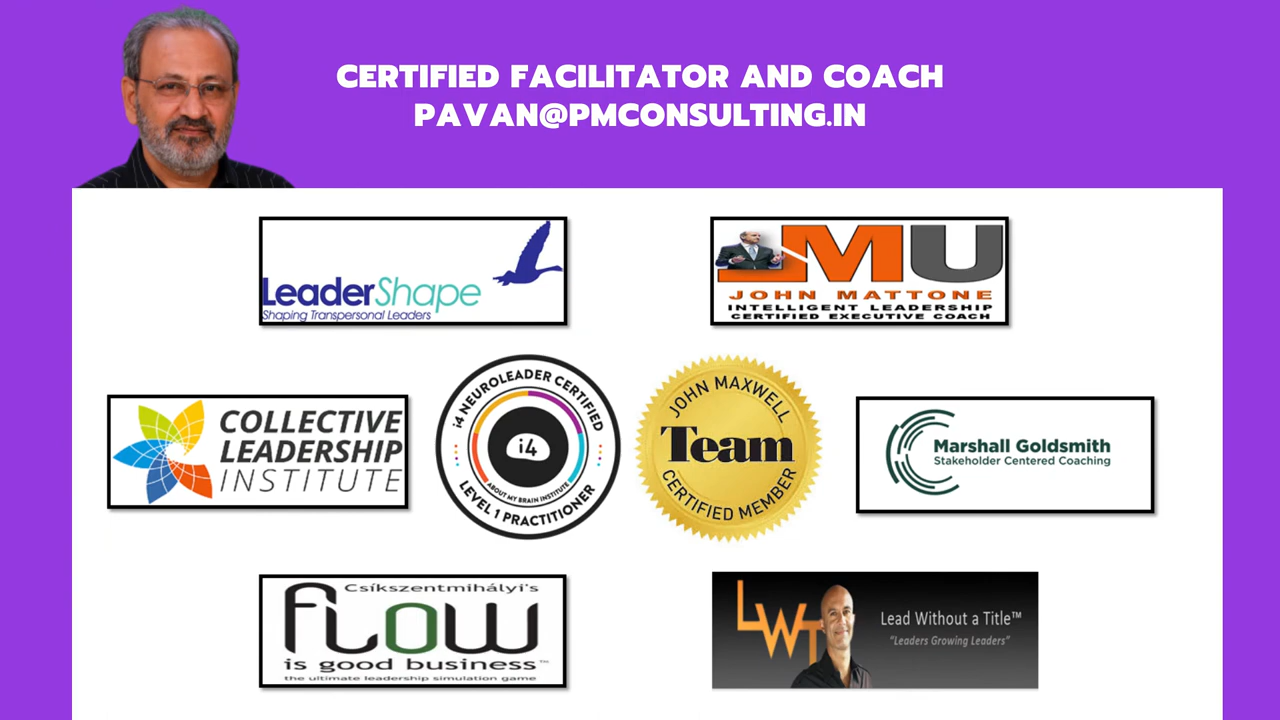 CERTIFIED FACILITATOR AND COACH
PAVAN@PMCONSULTING.IN
LeaderShape
Shaping Transpersonal Leaders
JMU
JOHN MATTONE
INTELLIGENT LEADERSHIP
CERTIFIED EXECUTIVE COACH
COLLECTIVE
LEADERSHIP
INSTITUTE
i4 NEUROLEADER CERTIFIED
i4
ABOUT MY BRAIN INSTITUTE
LEVEL 1 PRACTITIONER
JOHN MAXWELL
Team
CERTIFIED MEMBER
Marshall Goldsmith
Stakeholder Centered Coaching
Csíkszentmihályi's
FLOW
is good business™
the ultimate leadership simulation game
LWT
Lead Without a Title™
"Leaders Growing Leaders"